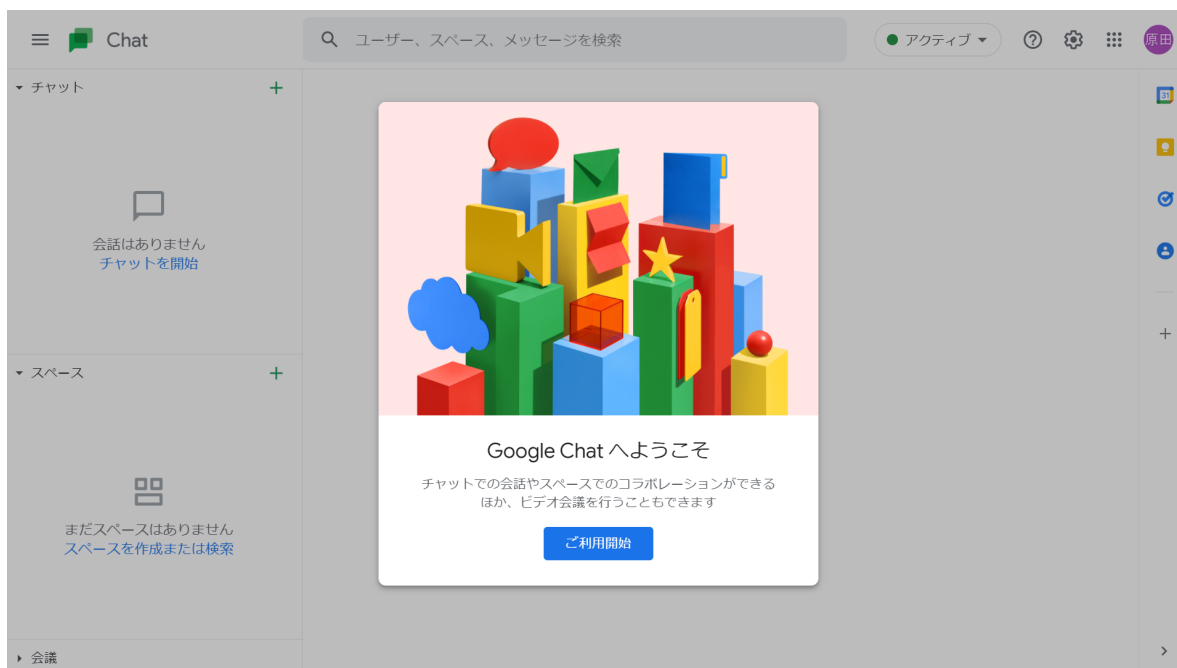 Chat
ユーザー、スペース、メッセージを検索
アクティブ
原田
チャット
31
会話はありません
チャットを開始
スペース
まだスペースはありません
スペースを作成または検索
会議
Google Chat へようこそ
チャットでの会話やスペースでのコラボレーションができる
ほか、ビデオ会議を行うこともできます
ご利用開始